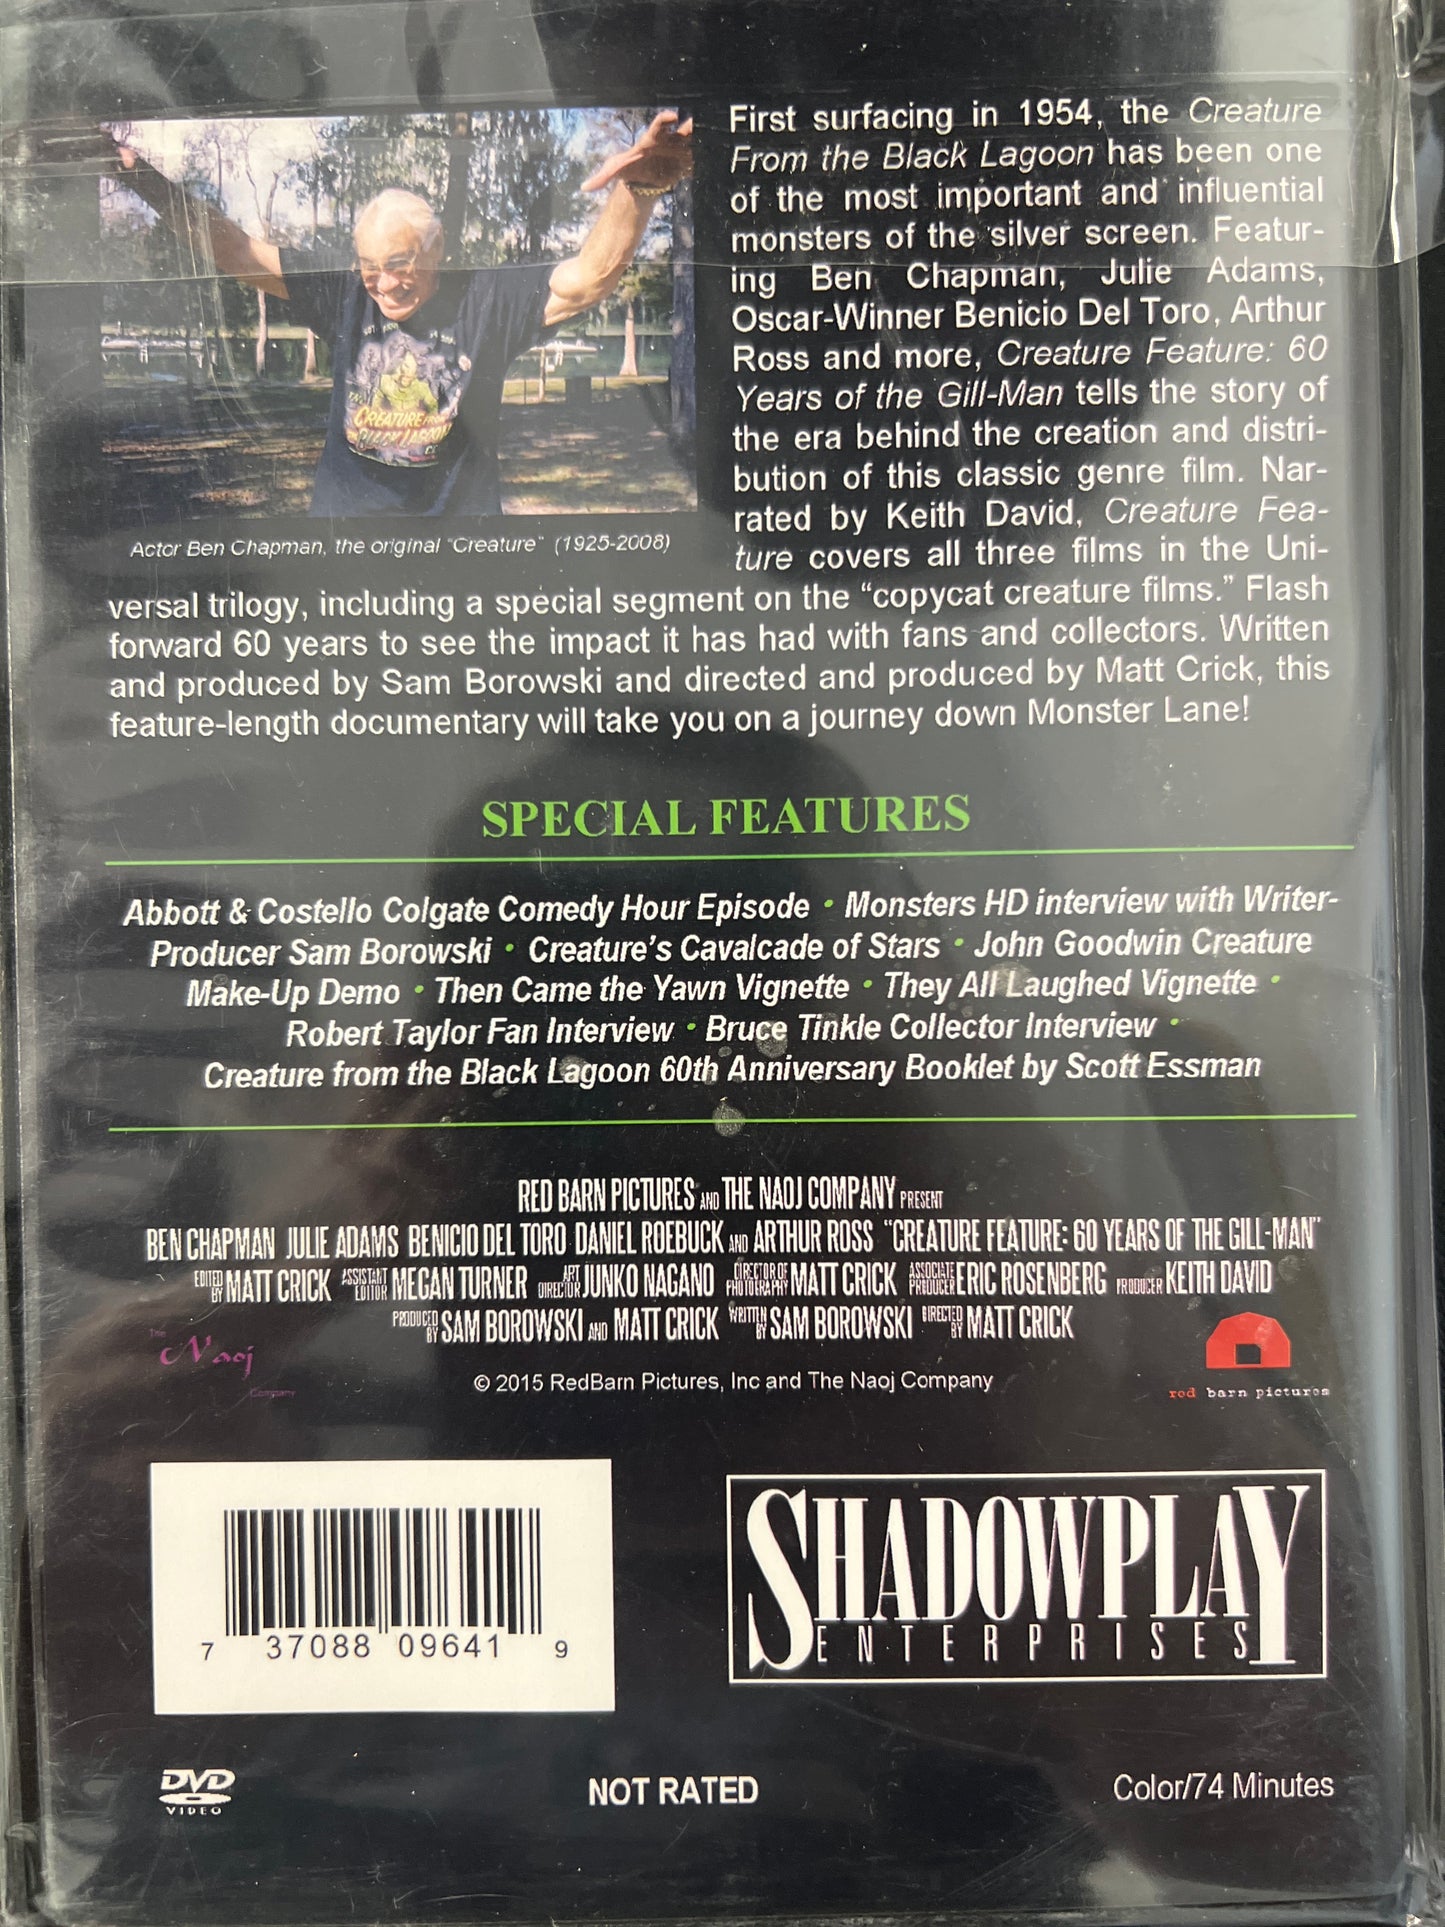 First surfacing in 1954, the Creature
From the Black Lagoon has been one
of the most important and influential
monsters of the silver screen. Featur-
ing Ben Chapman, Julie Adams,
Oscar-Winner Benicio Del Toro, Arthur
Ross and more, Creature Feature: 60
Years of the Gill-Man tells the story of
the era behind the creation and distri-
bution of this classic genre film. Nar-
rated by Keith David, Creature Fea-
ture covers all three films in the Uni-
versal trilogy, including a special segment on the “copycat creature films.” Flash
forward 60 years to see the impact it has had with fans and collectors. Written
and produced by Sam Borowski and directed and produced by Matt Crick, this
feature-length documentary will take you on a journey down Monster Lane!
CREATURE FROM
BLACK LAGOON
Actor Ben Chapman, the original "Creature" (1925-2008)
SPECIAL FEATURES
Abbott & Costello Colgate Comedy Hour Episode • Monsters HD interview with Writer-
Producer Sam Borowski • Creature's Cavalcade of Stars • John Goodwin Creature
Make-Up Demo • Then Came the Yawn Vignette • They All Laughed Vignette •
Robert Taylor Fan Interview • Bruce Tinkle Collector Interview •
Creature from the Black Lagoon 60th Anniversary Booklet by Scott Essman
RED BARN PICTURES AND THE NAOJ COMPANY PRESENT
BEN CHAPMAN JULIE ADAMS BENICIO DEL TORO DANIEL ROEBUCK AND ARTHUR ROSS “CREATURE FEATURE: 60 YEARS OF THE GILL-MAN”
EDITED BY MATT CRICK ASSISTANT EDITOR MEGAN TURNER ART DIRECTOR JUNKO NAGANO DIRECTOR OF PHOTOGRAPHY MATT CRICK ASSOCIATE PRODUCER ERIC ROSENBERG PRODUCER KEITH DAVID
PRODUCED BY SAM BOROWSKI AND MATT CRICK WRITTEN BY SAM BOROWSKI DIRECTED BY MATT CRICK
The
Naoj
Company
© 2015 RedBarn Pictures, Inc and The Naoj Company
red barn pictures
7 37088 09641 9
SHADOWPLAY
ENTERPRISES
DVD
VIDEO
NOT RATED
Color/74 Minutes